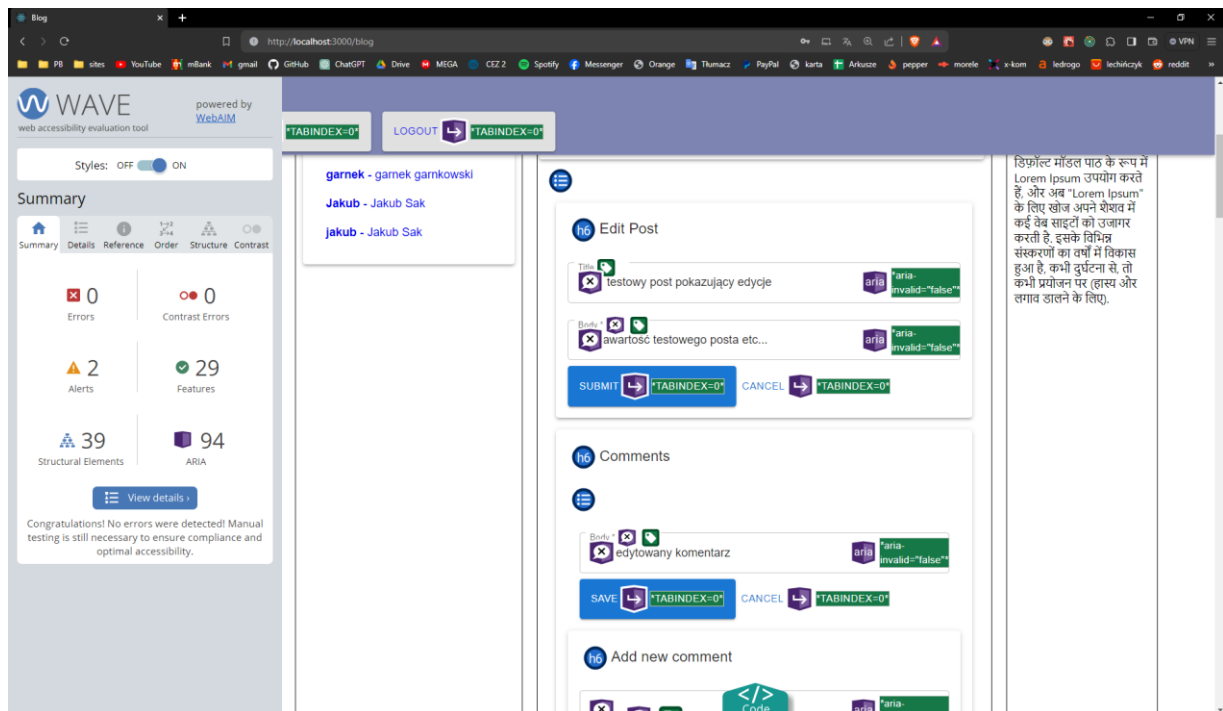 Blog
http://localhost:3000/blog
VPN
PB
sites
YouTube
mBank
gmail
GitHub
ChatGPT
Drive
MEGA
CEZ 2
Spotify
Messenger
Orange
Tłumacz
PayPal
karta
Arkusze
pepper
morele
x-kom
ledrogo
lechińczyk
reddit
WAVE
web accessibility evaluation tool
powered by
WebAIM
Styles: OFF ON
Summary
Summary
Details
Reference
Order
Structure
Contrast
0
Errors
0
Contrast Errors
2
Alerts
29
Features
39
Structural Elements
94
ARIA
View details ›
Congratulations! No errors were detected! Manual
testing is still necessary to ensure compliance and
optimal accessibility.
*TABINDEX=0*
LOGOUT *TABINDEX=0*
garnek - garnek garnkowski
Jakub - Jakub Sak
jakub - Jakub Sak
h6 Edit Post
Title
testowy post pokazujący edycje
aria *aria-
invalid="false"*
Body *
awartość testowego posta etc...
aria *aria-
invalid="false"*
SUBMIT *TABINDEX=0* CANCEL *TABINDEX=0*
h6 Comments
Body *
edytowany komentarz
aria *aria-
invalid="false"*
SAVE *TABINDEX=0* CANCEL *TABINDEX=0*
h6 Add new comment
</>
Code
aria *aria-
डिफ़ॉल्ट मॉडल पाठ के रूप में
Lorem Ipsum उपयोग करते
हैं, और अब "Lorem Ipsum"
के लिए खोज अपने शैशव में
कई वेब साइटों को उजागर
करती है. इसके विभिन्न
संस्करणों का वर्षों में विकास
हुआ है, कभी दुर्घटना से, तो
कभी प्रयोजन पर (हास्य और
लगाव डालने के लिए).